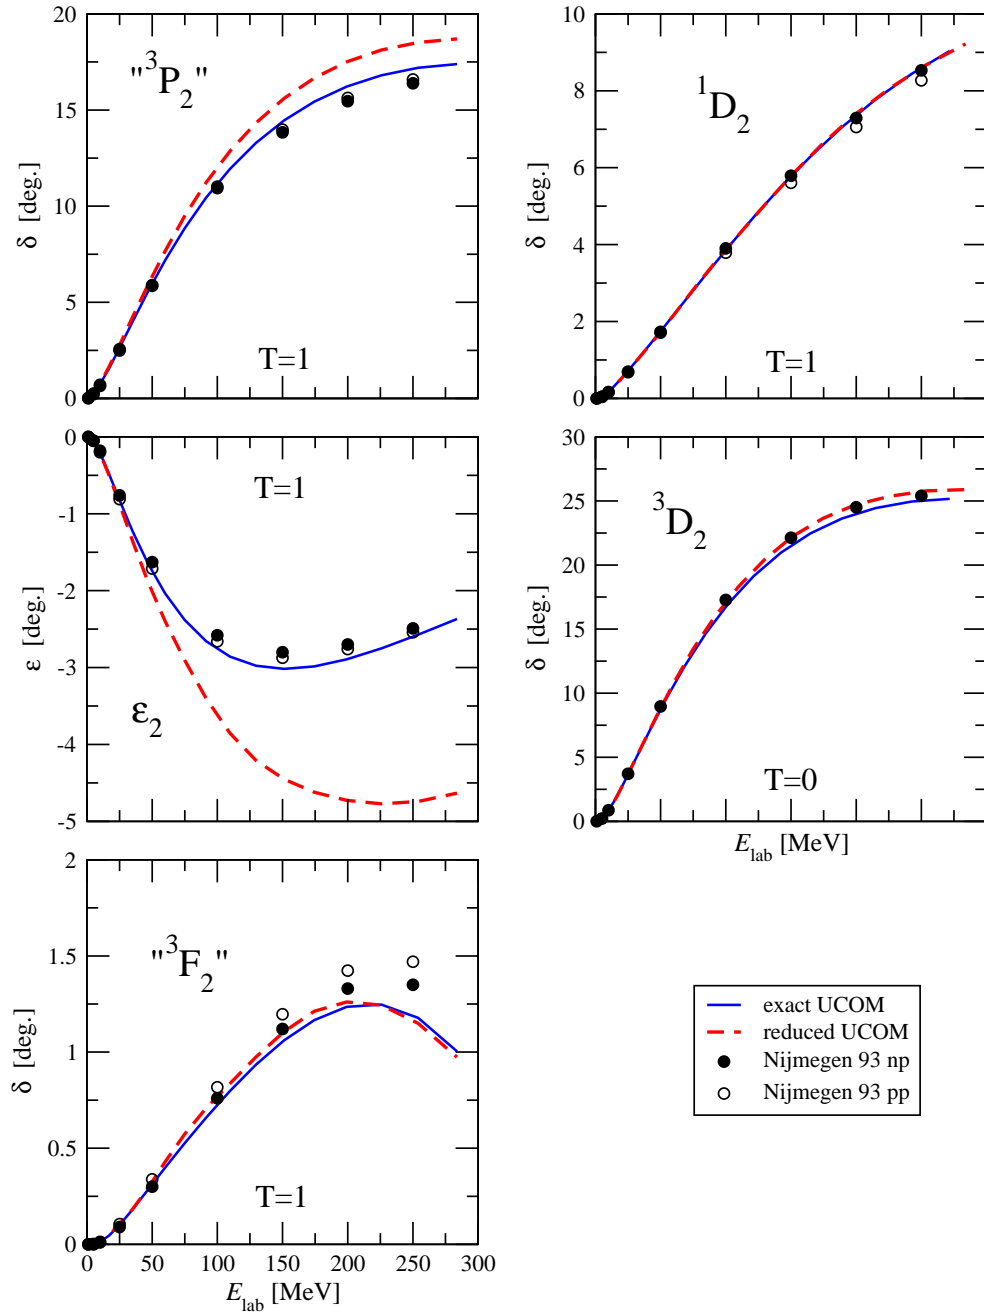 20
15
10
5
0
δ [deg.]
"³P₂"
T=1
10
8
6
4
2
0
δ [deg.]
¹D₂
T=1
0
-1
-2
-3
-4
-5
ε [deg.]
T=1
ε₂
30
25
20
15
10
5
0
δ [deg.]
³D₂
T=0
E_lab [MeV]
2
1.5
1
0.5
0
δ [deg.]
"³F₂"
T=1
0 50 100 150 200 250 300
E_lab [MeV]
exact UCOM
reduced UCOM
Nijmegen 93 np
Nijmegen 93 pp